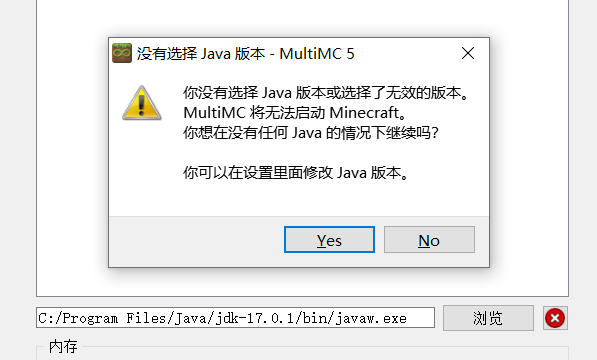 没有选择 Java 版本 - MultiMC 5
你没有选择 Java 版本或选择了无效的版本。
MultiMC 将无法启动 Minecraft。
你想在没有任何 Java 的情况下继续吗?
你可以在设置里面修改 Java 版本。
Yes
No
C:/Program Files/Java/jdk-17.0.1/bin/javaw.exe
浏览
内存